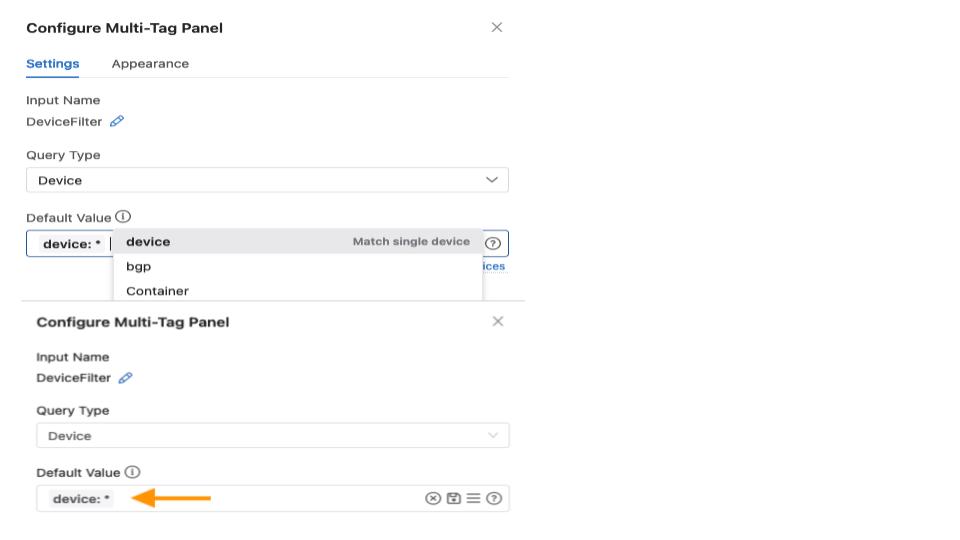 Configure Multi-Tag Panel
Settings Appearance
Input Name
DeviceFilter
Query Type
Device
Default Value
device: *
device Match single device
bgp
ices
Container
Configure Multi-Tag Panel
Input Name
DeviceFilter
Query Type
Device
Default Value
device: *